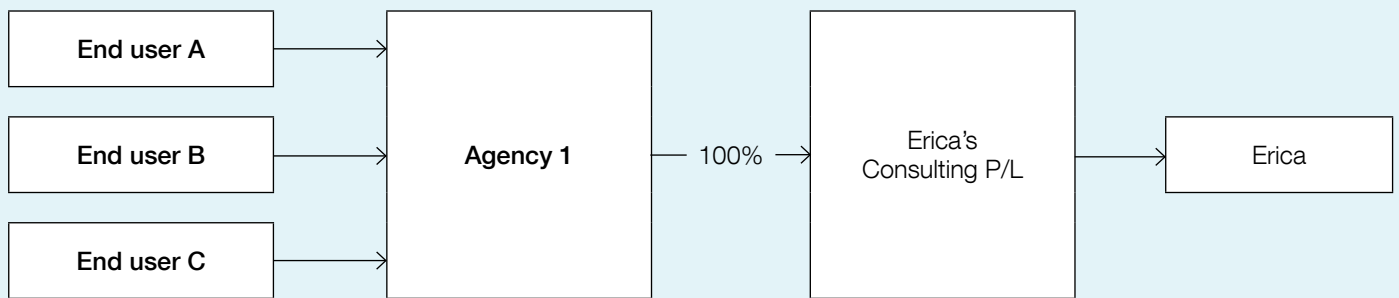 End user A
End user B
End user C
Agency 1
100%
Erica’s
Consulting P/L
Erica